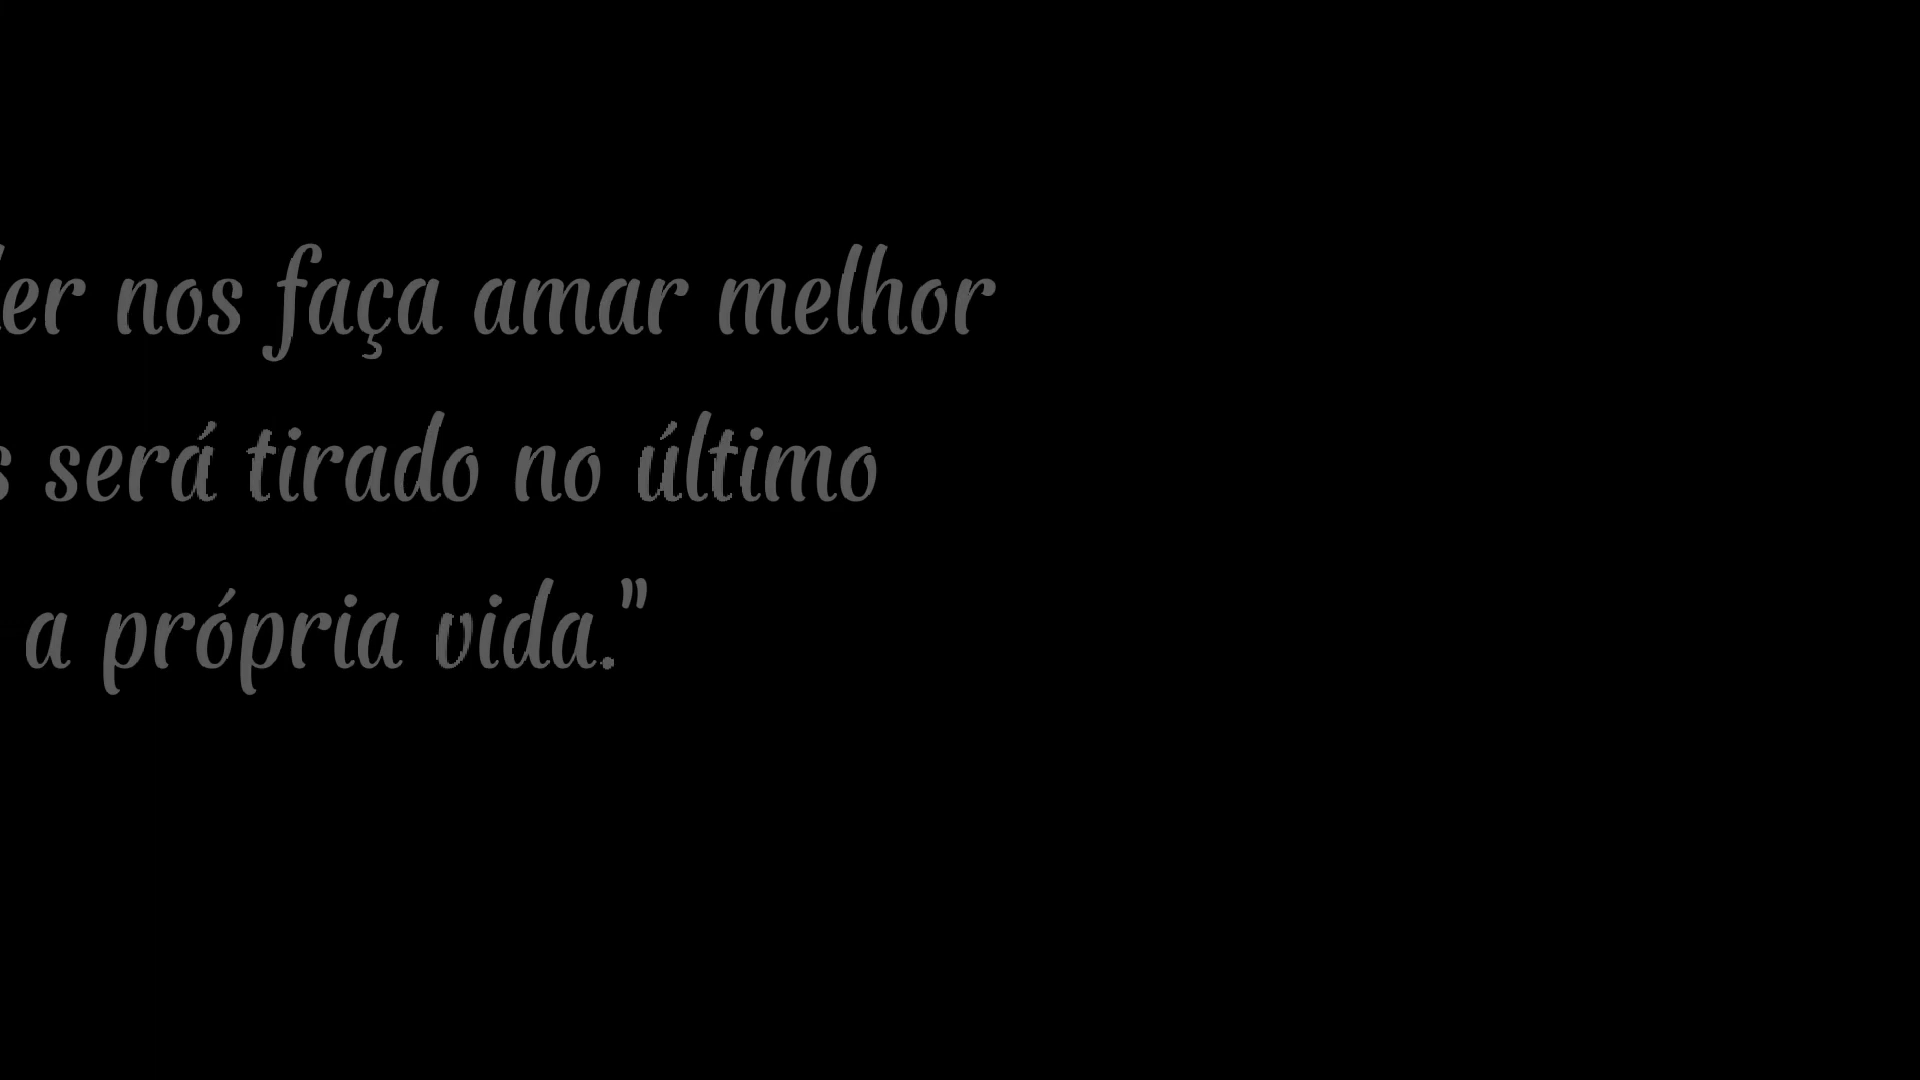 er nos faça amar melhor
será tirado no último
a própria vida."